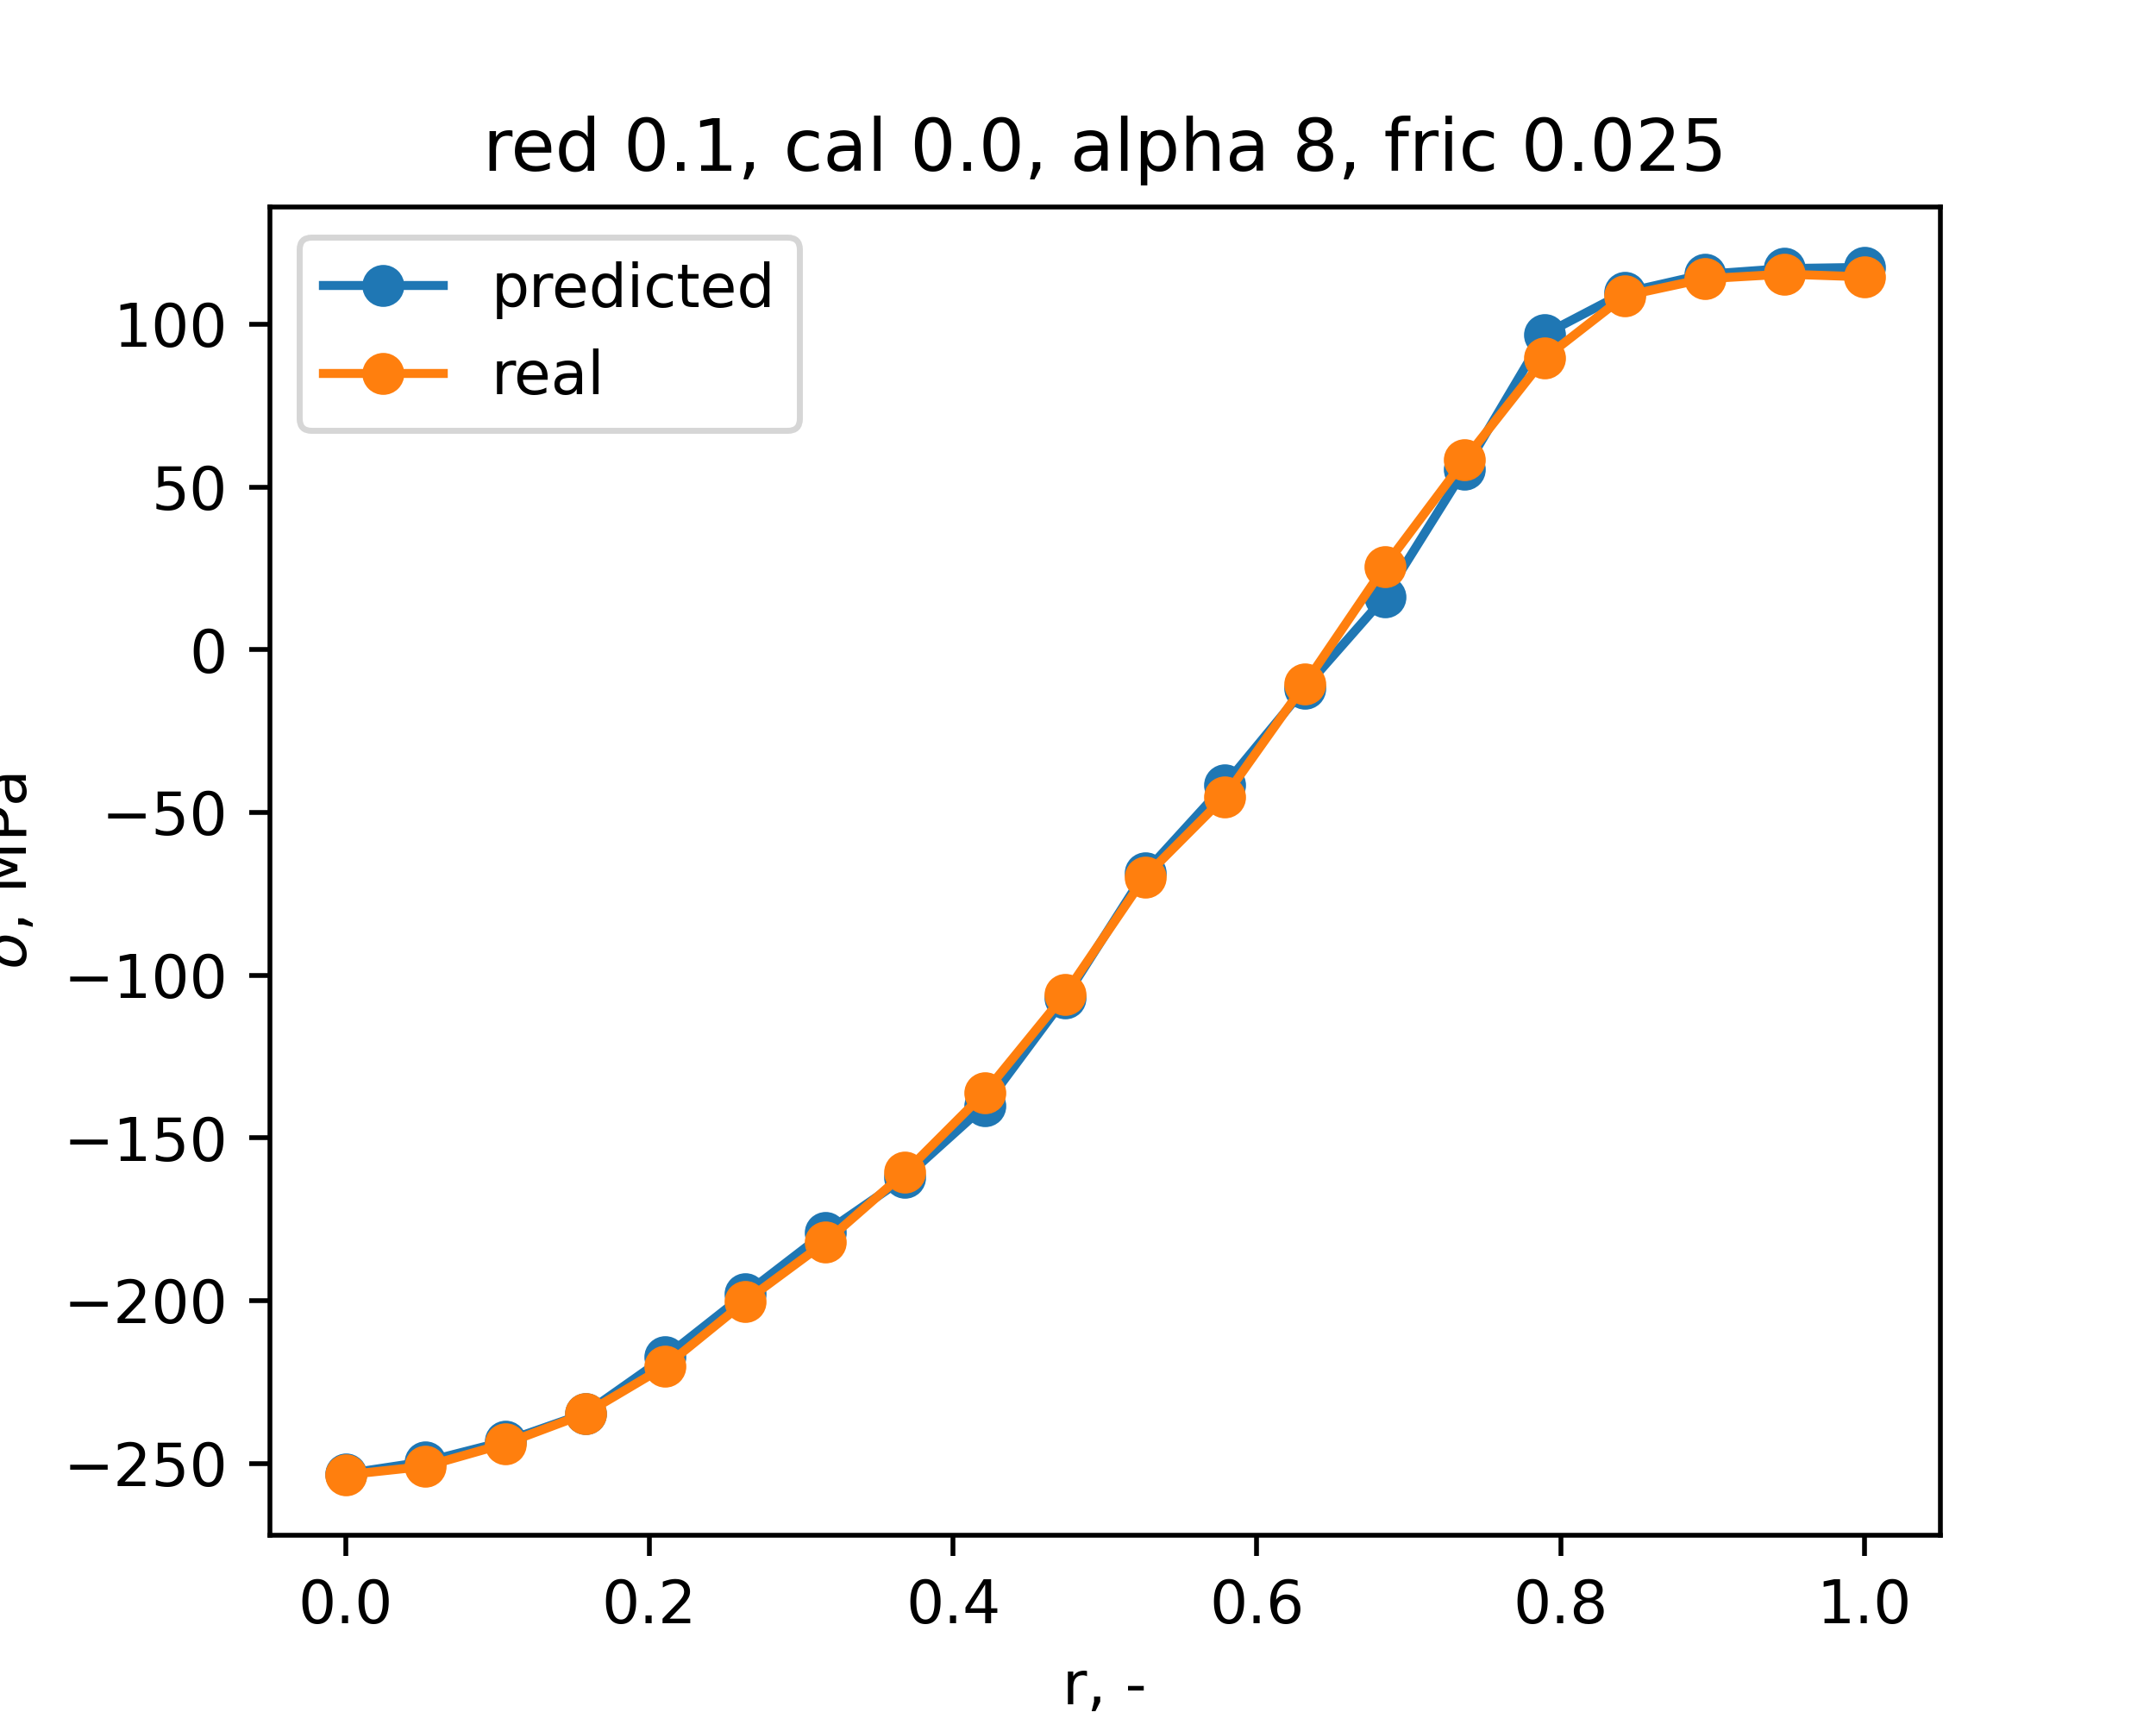 red 0.1, cal 0.0, alpha 8, fric 0.025
predicted
real
100
50
0
−50
−100
−150
−200
−250
σ, MPa
0.0 0.2 0.4 0.6 0.8 1.0
r, -